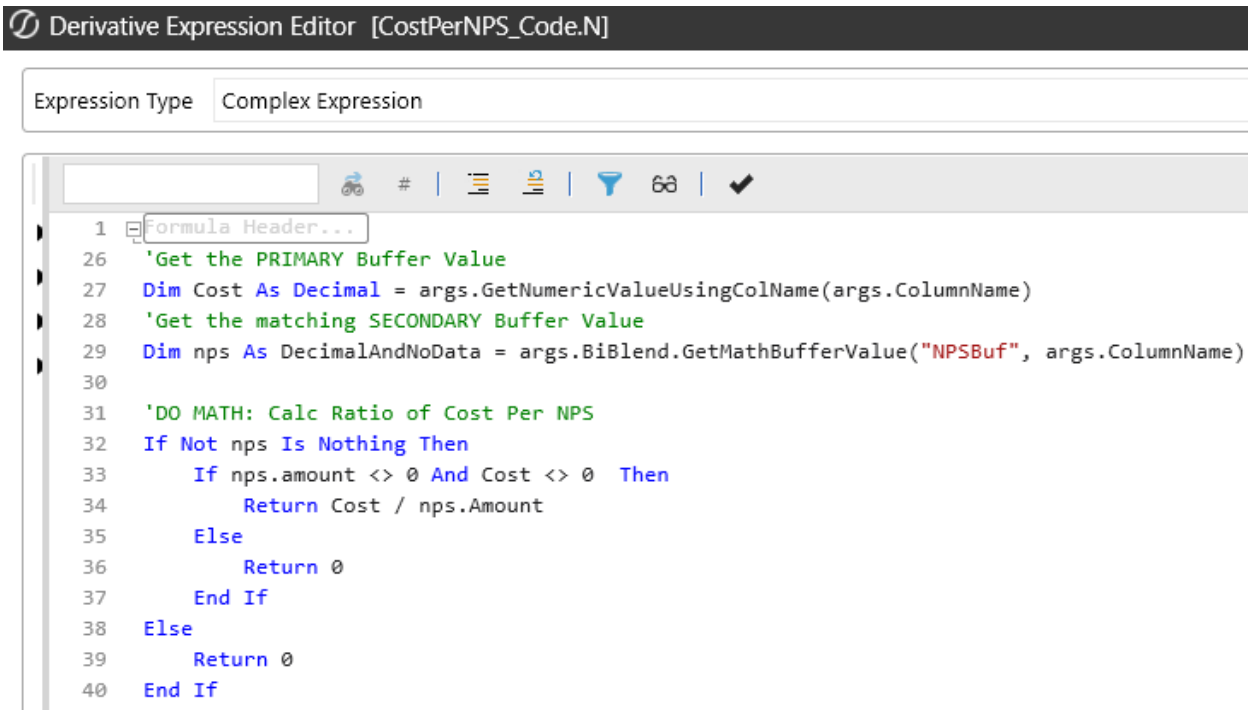 Derivative Expression Editor [CostPerNPS_Code.N]
Expression Type Complex Expression
#
1 Formula Header...
26 'Get the PRIMARY Buffer Value
27 Dim Cost As Decimal = args.GetNumericValueUsingColName(args.ColumnName)
28 'Get the matching SECONDARY Buffer Value
29 Dim nps As DecimalAndNoData = args.BiBlend.GetMathBufferValue("NPSBuf", args.ColumnName)
30
31 'DO MATH: Calc Ratio of Cost Per NPS
32 If Not nps Is Nothing Then
33 If nps.amount <> 0 And Cost <> 0 Then
34 Return Cost / nps.Amount
35 Else
36 Return 0
37 End If
38 Else
39 Return 0
40 End If